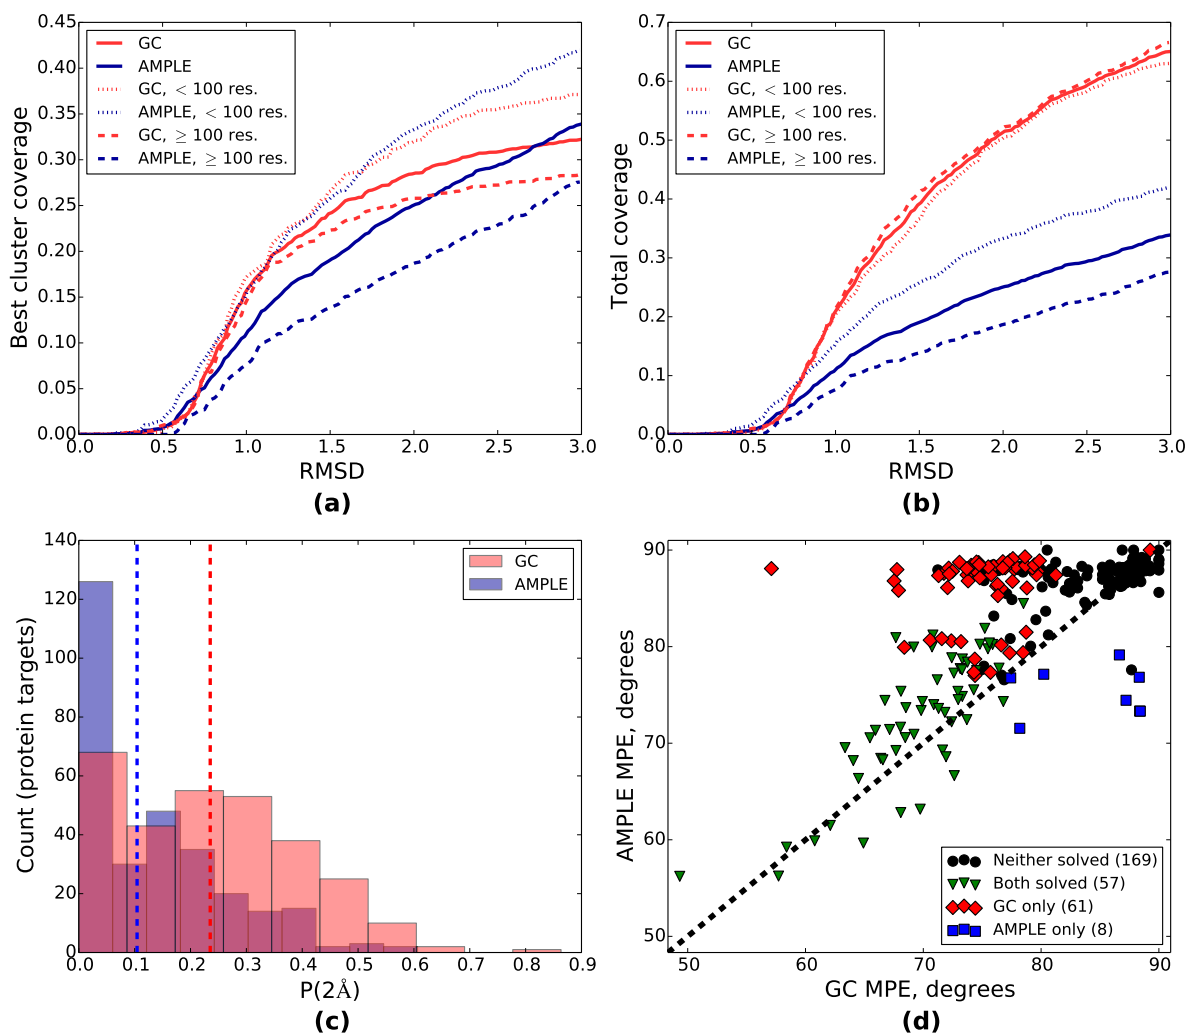 0.45
0.40
0.35
0.30
0.25
0.20
0.15
0.10
0.05
0.00
Best cluster coverage
GC
AMPLE
GC, < 100 res.
AMPLE, < 100 res.
GC, ≥ 100 res.
AMPLE, ≥ 100 res.
0.0 0.5 1.0 1.5 2.0 2.5 3.0
RMSD
(a)
0.7
0.6
0.5
0.4
0.3
0.2
0.1
0.0
Total coverage
GC
AMPLE
GC, < 100 res.
AMPLE, < 100 res.
GC, ≥ 100 res.
AMPLE, ≥ 100 res.
0.0 0.5 1.0 1.5 2.0 2.5 3.0
RMSD
(b)
140
120
100
80
60
40
20
0
Count (protein targets)
GC
AMPLE
0.0 0.1 0.2 0.3 0.4 0.5 0.6 0.7 0.8 0.9
P(2Å)
(c)
90
80
70
60
50
AMPLE MPE, degrees
Neither solved (169)
Both solved (57)
GC only (61)
AMPLE only (8)
50 60 70 80 90
GC MPE, degrees
(d)